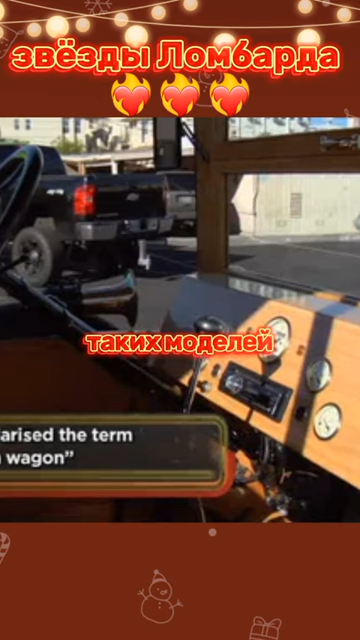 звёзды Ломбарда
таких моделей
arised the term
wagon”